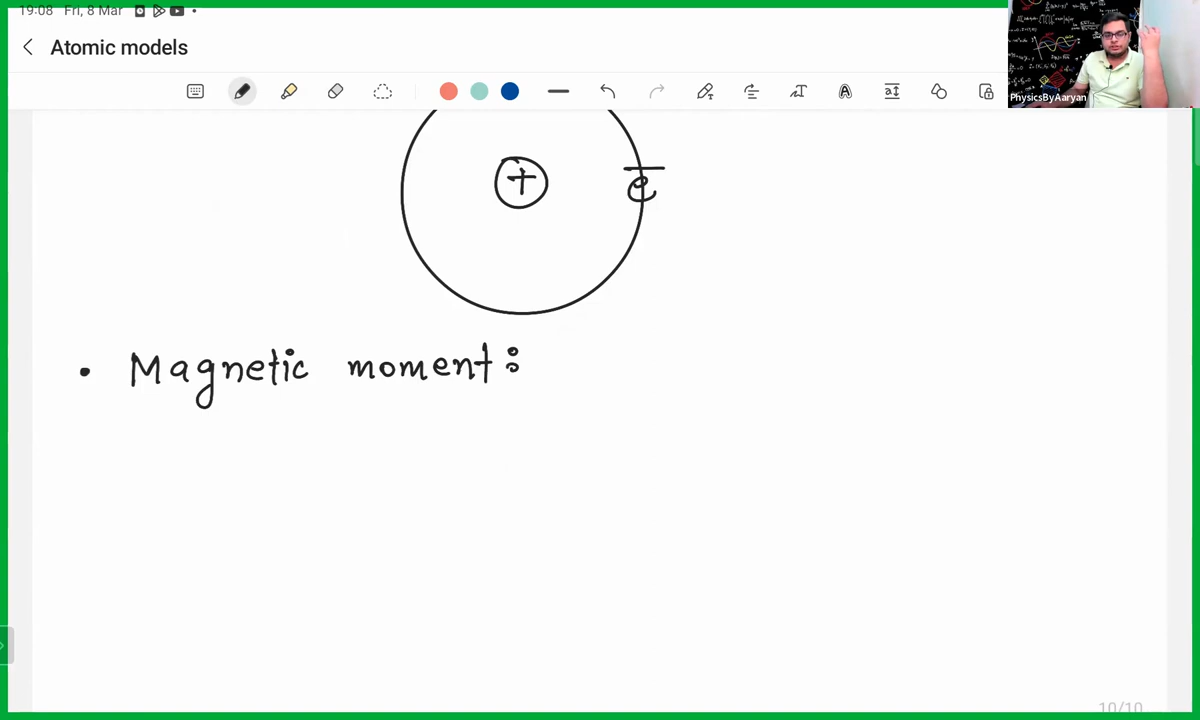 19:08 Fri, 8 Mar
Atomic models
PhysicsByAaryan
+
e
• Magnetic moment:
10/10